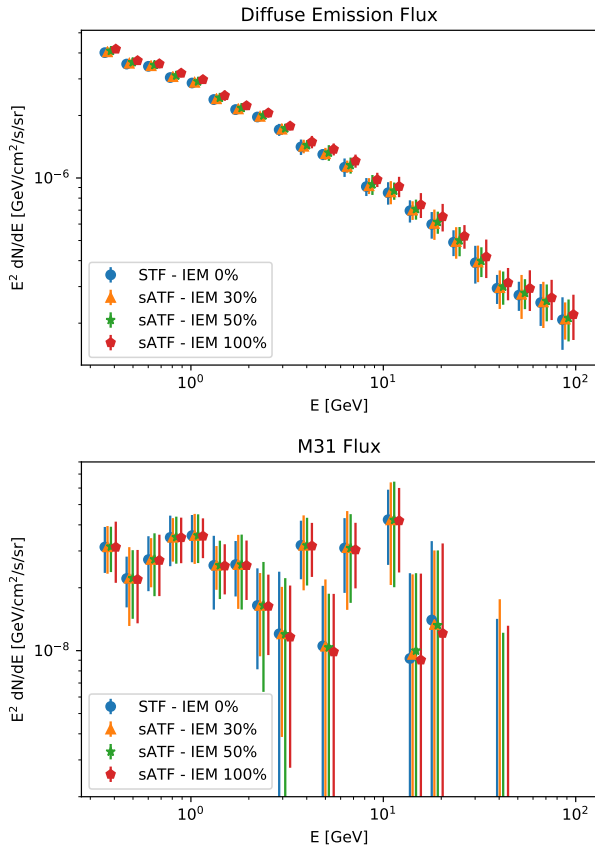 Diffuse Emission Flux
E² dN/dE [GeV/cm²/s/sr]
10⁻⁶
STF - IEM 0%
sATF - IEM 30%
sATF - IEM 50%
sATF - IEM 100%
10⁰ 10¹ 10²
E [GeV]
M31 Flux
E² dN/dE [GeV/cm²/s/sr]
10⁻⁸
STF - IEM 0%
sATF - IEM 30%
sATF - IEM 50%
sATF - IEM 100%
10⁰ 10¹ 10²
E [GeV]